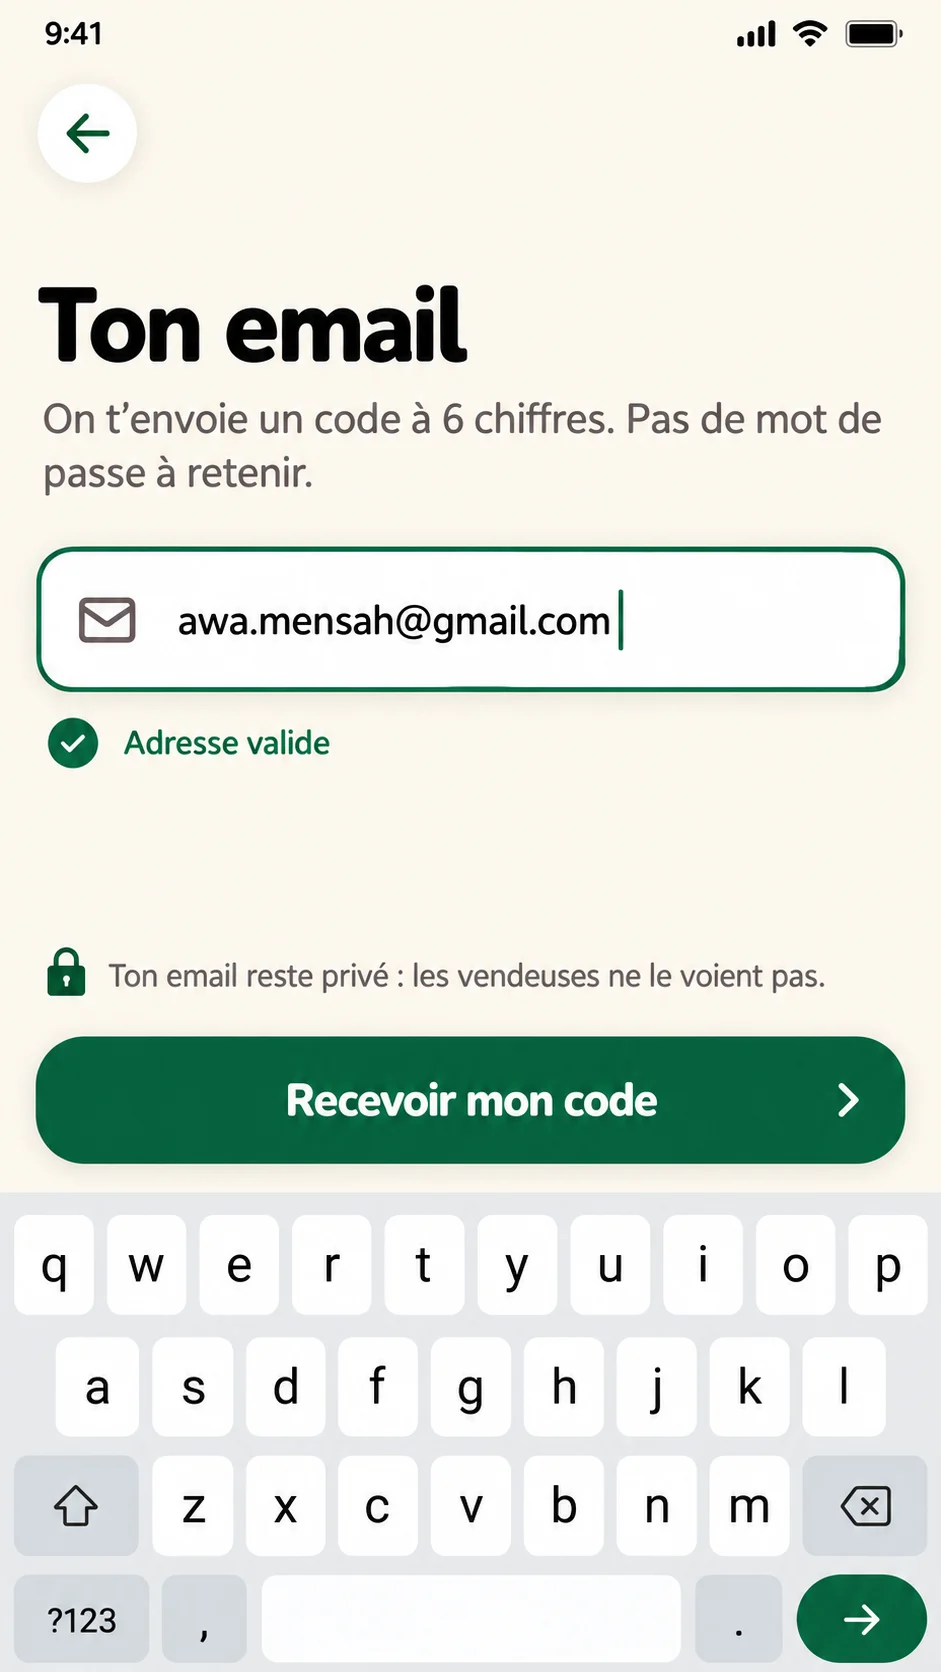 9:41
Ton email
On t’envoie un code à 6 chiffres. Pas de mot de
passe à retenir.
awa.mensah@gmail.com
Adresse valide
Ton email reste privé : les vendeuses ne le voient pas.
Recevoir mon code
q w e r t y u i o p
a s d f g h j k l
z x c v b n m
?123 , .